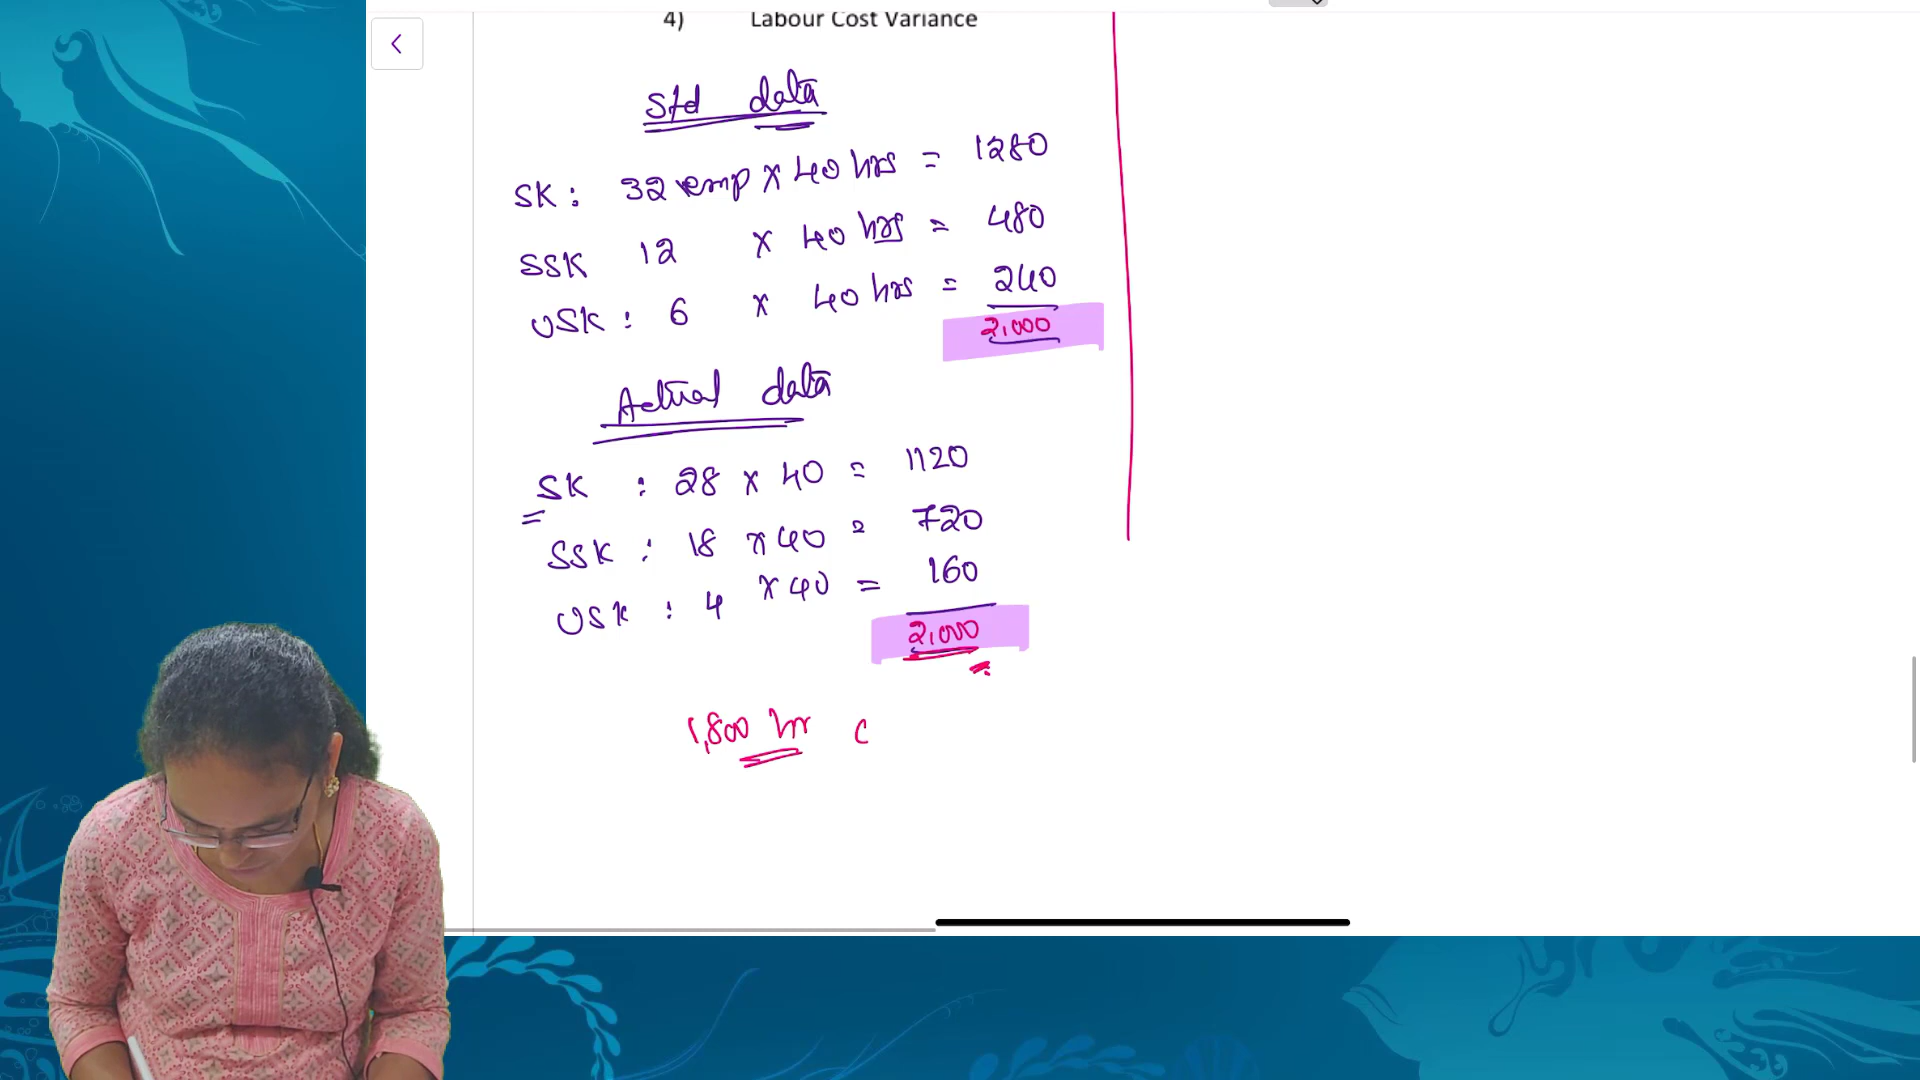 4) Labour Cost Variance
Std data
SK : 32 emp x 40 hrs = 1280
SSK 12 x 40 hrs = 480
USK : 6 x 40 hrs = 240
2,000
Actual data
SK : 28 x 40 = 1120
SSK : 18 x 40 = 720
USK : 4 x 40 = 160
2,000
1,800 hr C